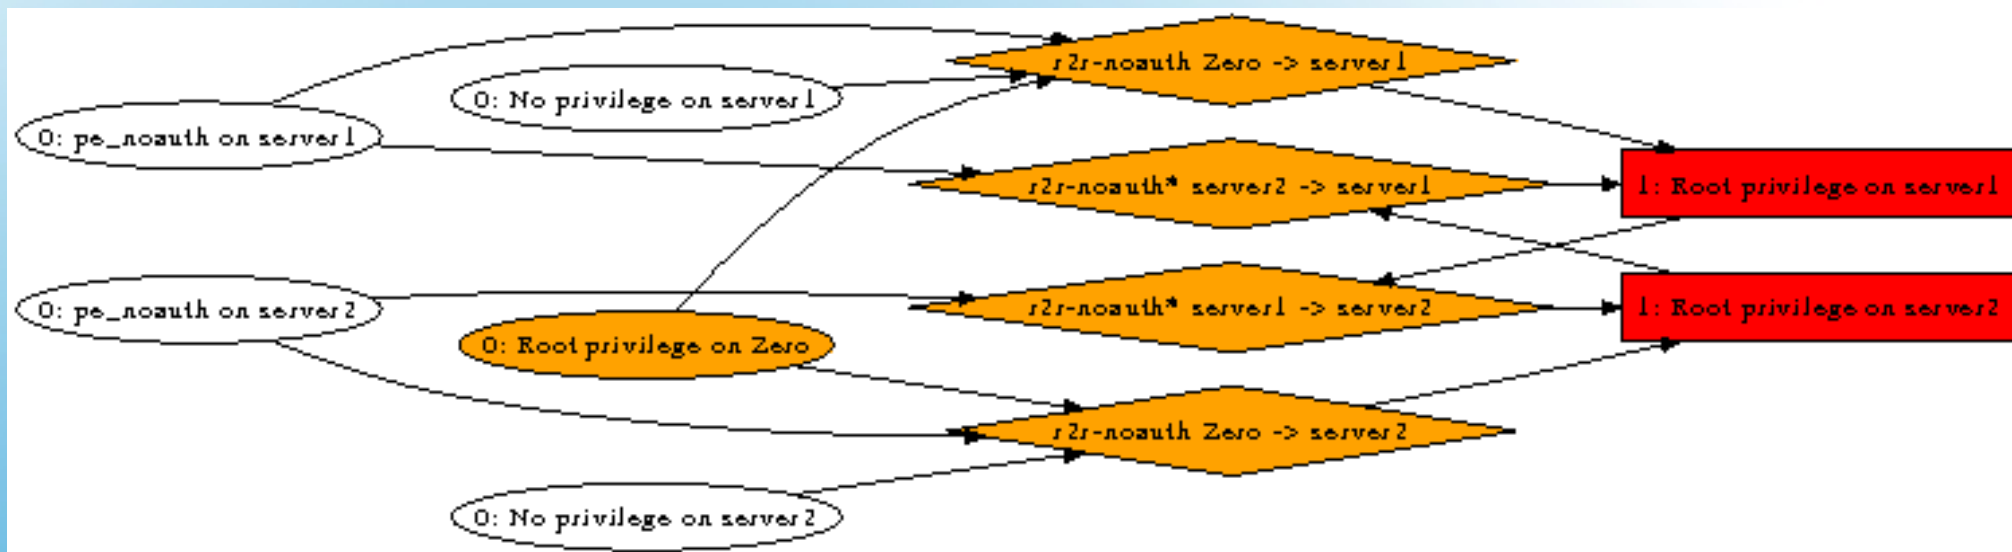 r2r-noauth Zero -> server1
0: No privilege on server1
0: pe_noauth on server1
r2r-noauth* server2 -> server1
1: Root privilege on server1
0: pe_noauth on server2
r2r-noauth* server1 -> server2
1: Root privilege on server2
0: Root privilege on Zero
r2r-noauth Zero -> server2
0: No privilege on server2